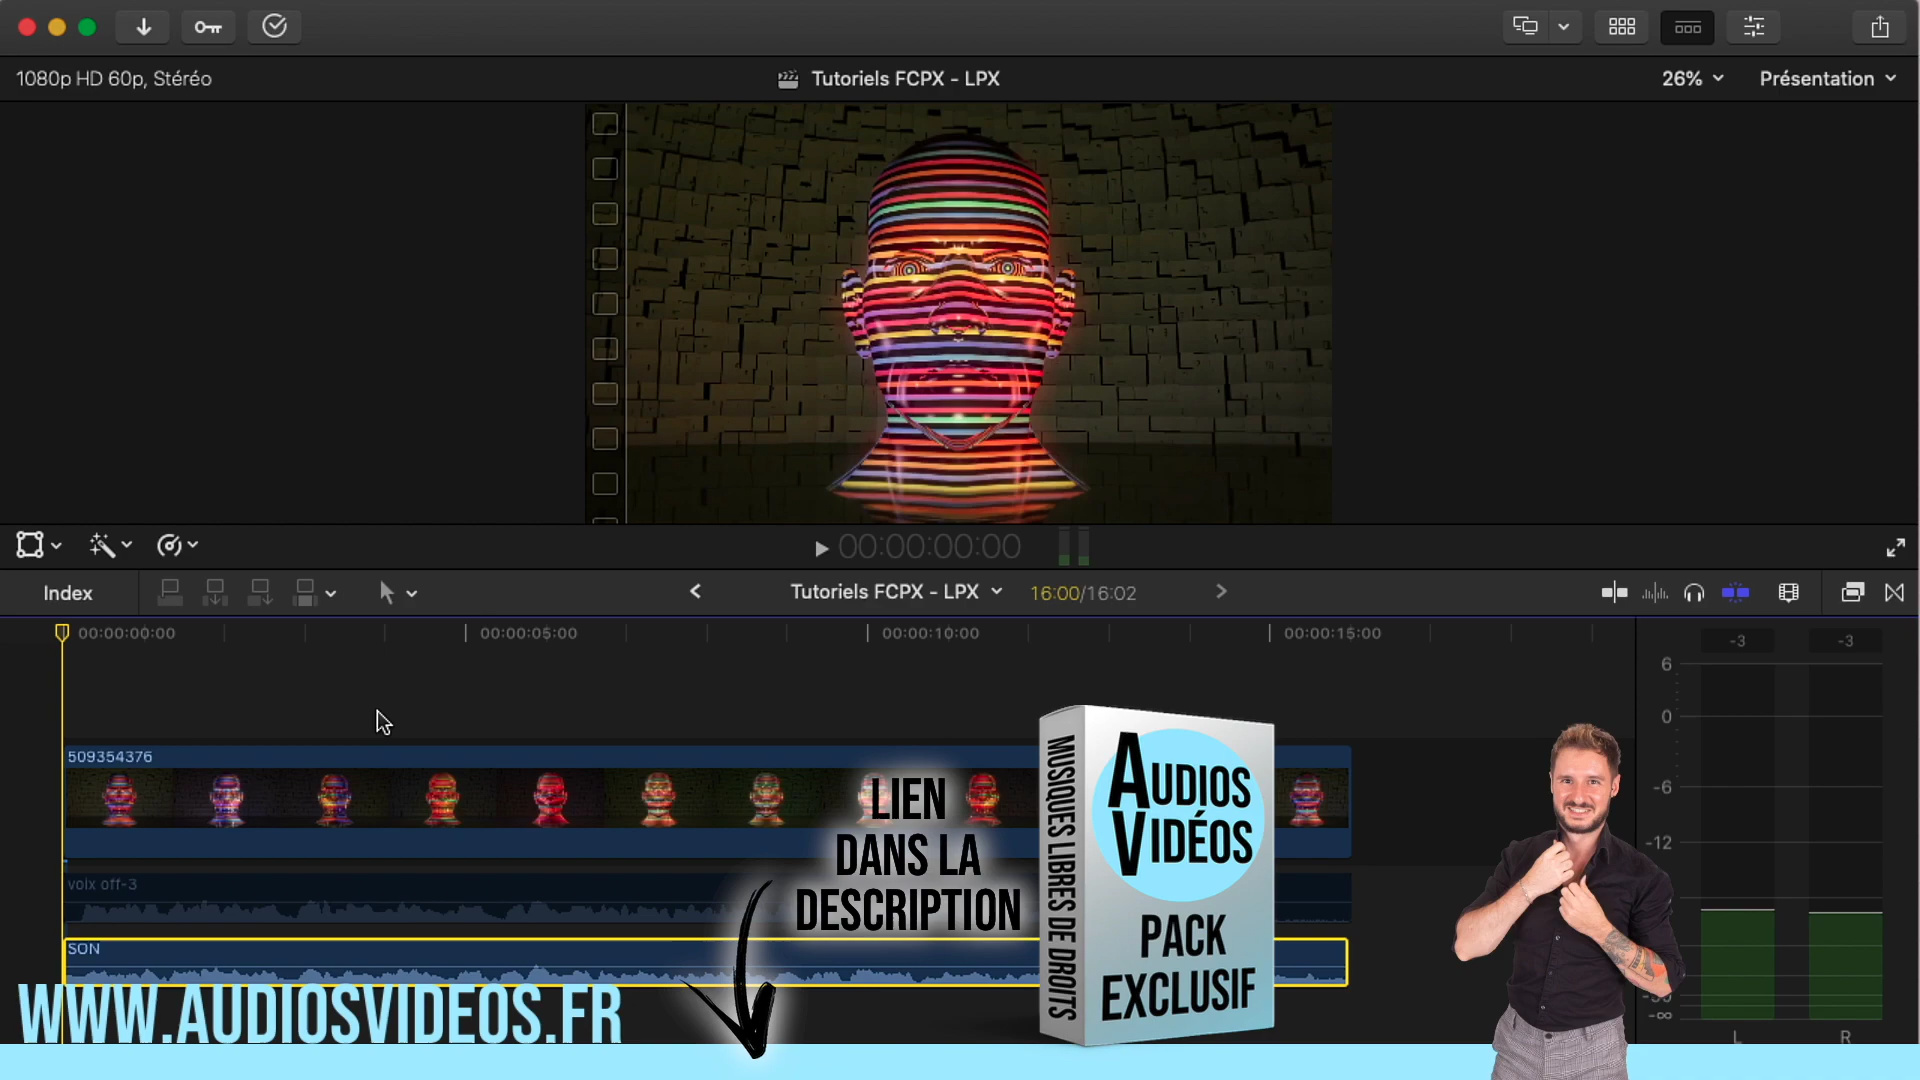 1080p HD 60p, Stéréo
Tutoriels FCPX - LPX
26%
Présentation
00:00:00:00
Index
Tutoriels FCPX - LPX
16:00/16:02
00:00:00:00
00:00:05:00
00:00:10:00
00:00:15:00
-3
-3
6
0
-6
-12
-∞
L
R
509354376
voix off-3
SON
LIEN
DANS LA
DESCRIPTION
MUSIQUES LIBRES DE DROITS
AUDIOS
VIDÉOS
PACK
EXCLUSIF
WWW.AUDIOSVIDEOS.FR